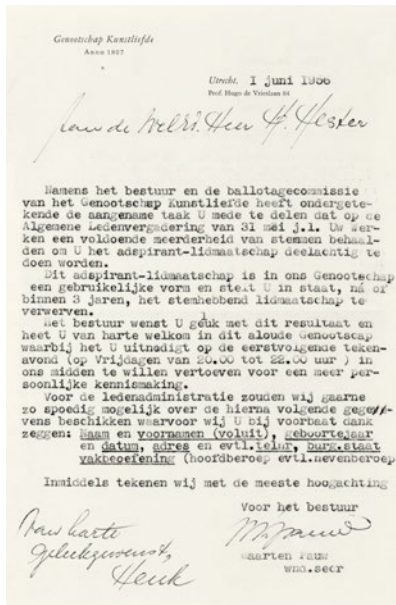 Genootschap Kunstliefde
Anno 1807
Utrecht, 1 juni 1956
Prof. Hugo de Vrieslaan 64
Aan de WelEd. Heer H. Hester
Namens het bestuur en de ballotagecommissie
van het Genootschap Kunstliefde heeft ondergete-
kende de aangename taak U mede te delen dat op de
Algemene Ledenvergadering van 31 mei j.l. Uw wer-
ken een voldoende meerderheid van stemmen behaal-
den om U het adspirant-lidmaatschap deelachtig te
doen worden.
Dit adspirant-lidmaatschap is in ons Genootschap
een gebruikelijke vorm en stelt U in staat, ná of
binnen 3 jaren, het stemhebbend lidmaatschap te
verwerven.
Het bestuur wenst U geluk met dit resultaat en
heet U van harte welkom in dit aloude Genootscap
waarbij het U uitnodigt op de eerstvolgende teken-
avond (op Vrijdagen van 20.00 tot 22.00 uur ) in
ons midden te willen vertoeven voor een meer per-
soonlijke kennismaking.
Voor de ledenadministratie zouden wij gaarne
zo spoedig mogelijk over de hierna volgende gege-
vens beschikken waarvoor wij U bij voorbaat dank
zeggen: Naam en voornamen (voluit), geboortejaar
en datum, adres en evtl.telnr, burg.staat
vakbeoefening (hoofdberoep evtl.nevenberoep
Inmiddels tekenen wij met de meeste hoogachting
Voor het bestuur
Van harte
gelukgewenst,
Henk
Maarten Pauw
wnd.secr